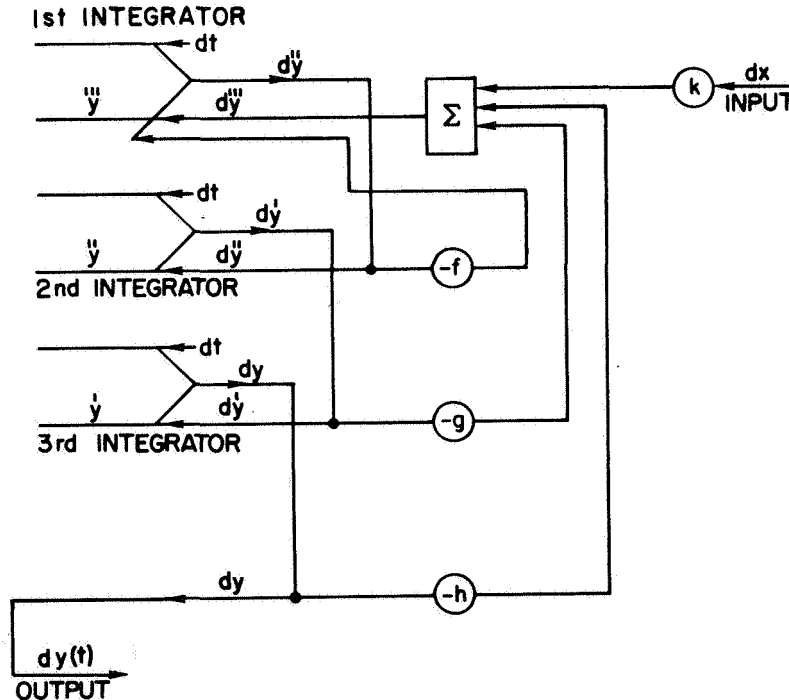 1st INTEGRATOR
dt
dy''
y'''
dy'''
Σ
k
dx
INPUT
dt
dy'
y''
dy''
-f
2nd INTEGRATOR
dt
dy
y'
dy'
-g
3rd INTEGRATOR
dy
-h
dy(t)
OUTPUT